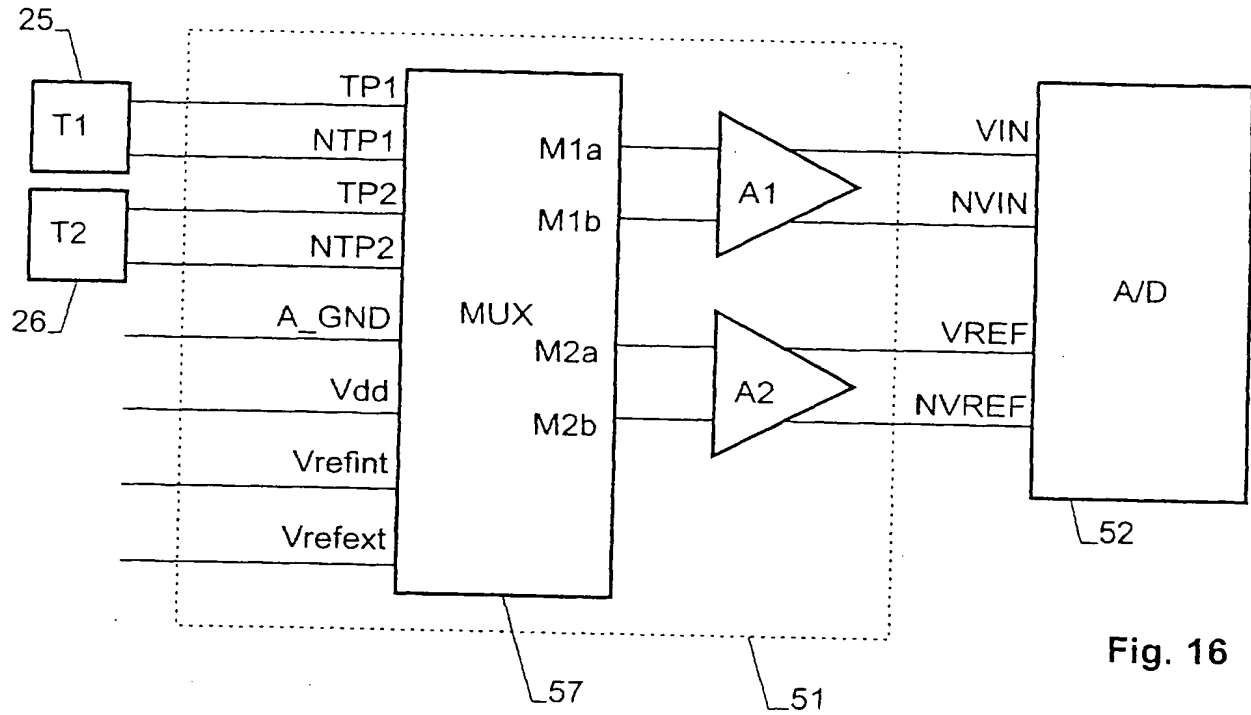 25
T1
TP1
NTP1
T2
TP2
NTP2
26
A_GND
Vdd
Vrefint
Vrefext
MUX
M1a
M1b
M2a
M2b
A1
A2
VIN
NVIN
VREF
NVREF
A/D
52
57
51
Fig. 16